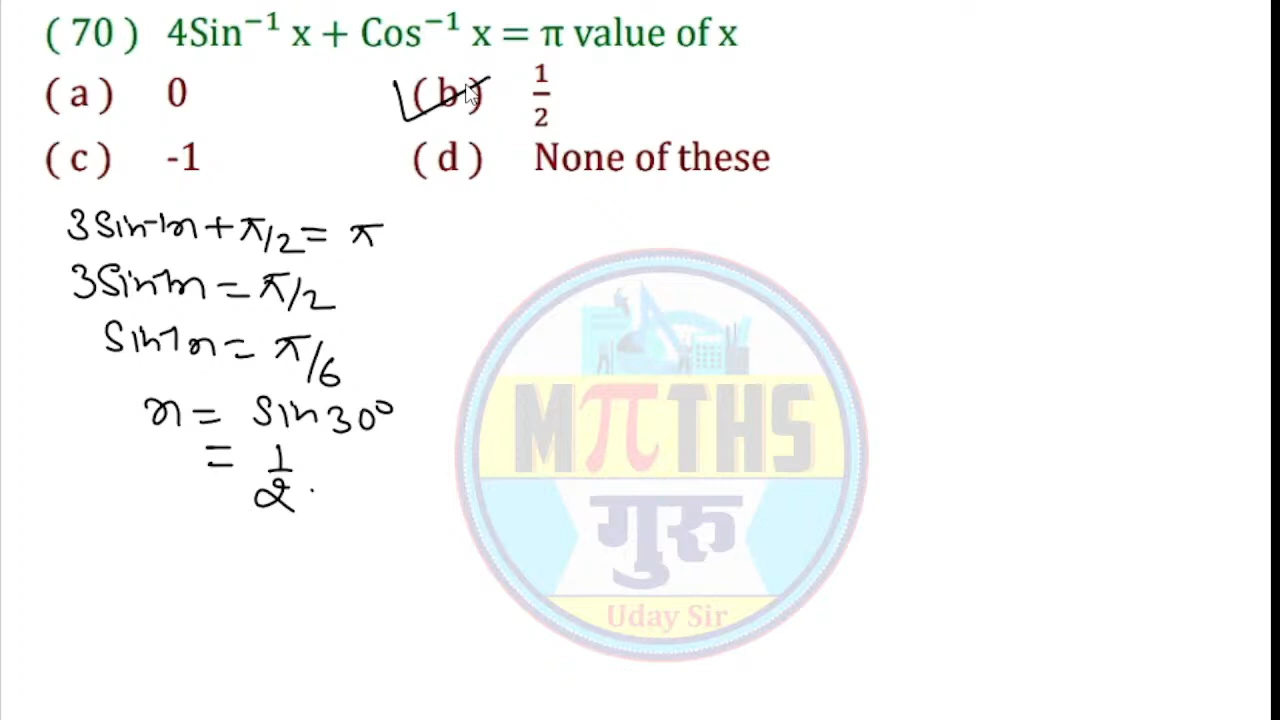 ( 70 ) 4Sin⁻¹ x + Cos⁻¹ x = π value of x
( a ) 0 ( b ) 1/2
( c ) -1 ( d ) None of these
3Sin⁻¹x + π/2 = π
3Sin⁻¹x = π/2
Sin⁻¹x = π/6
x = Sin 30°
= 1/2 .
MπTHS
गुरु
Uday Sir